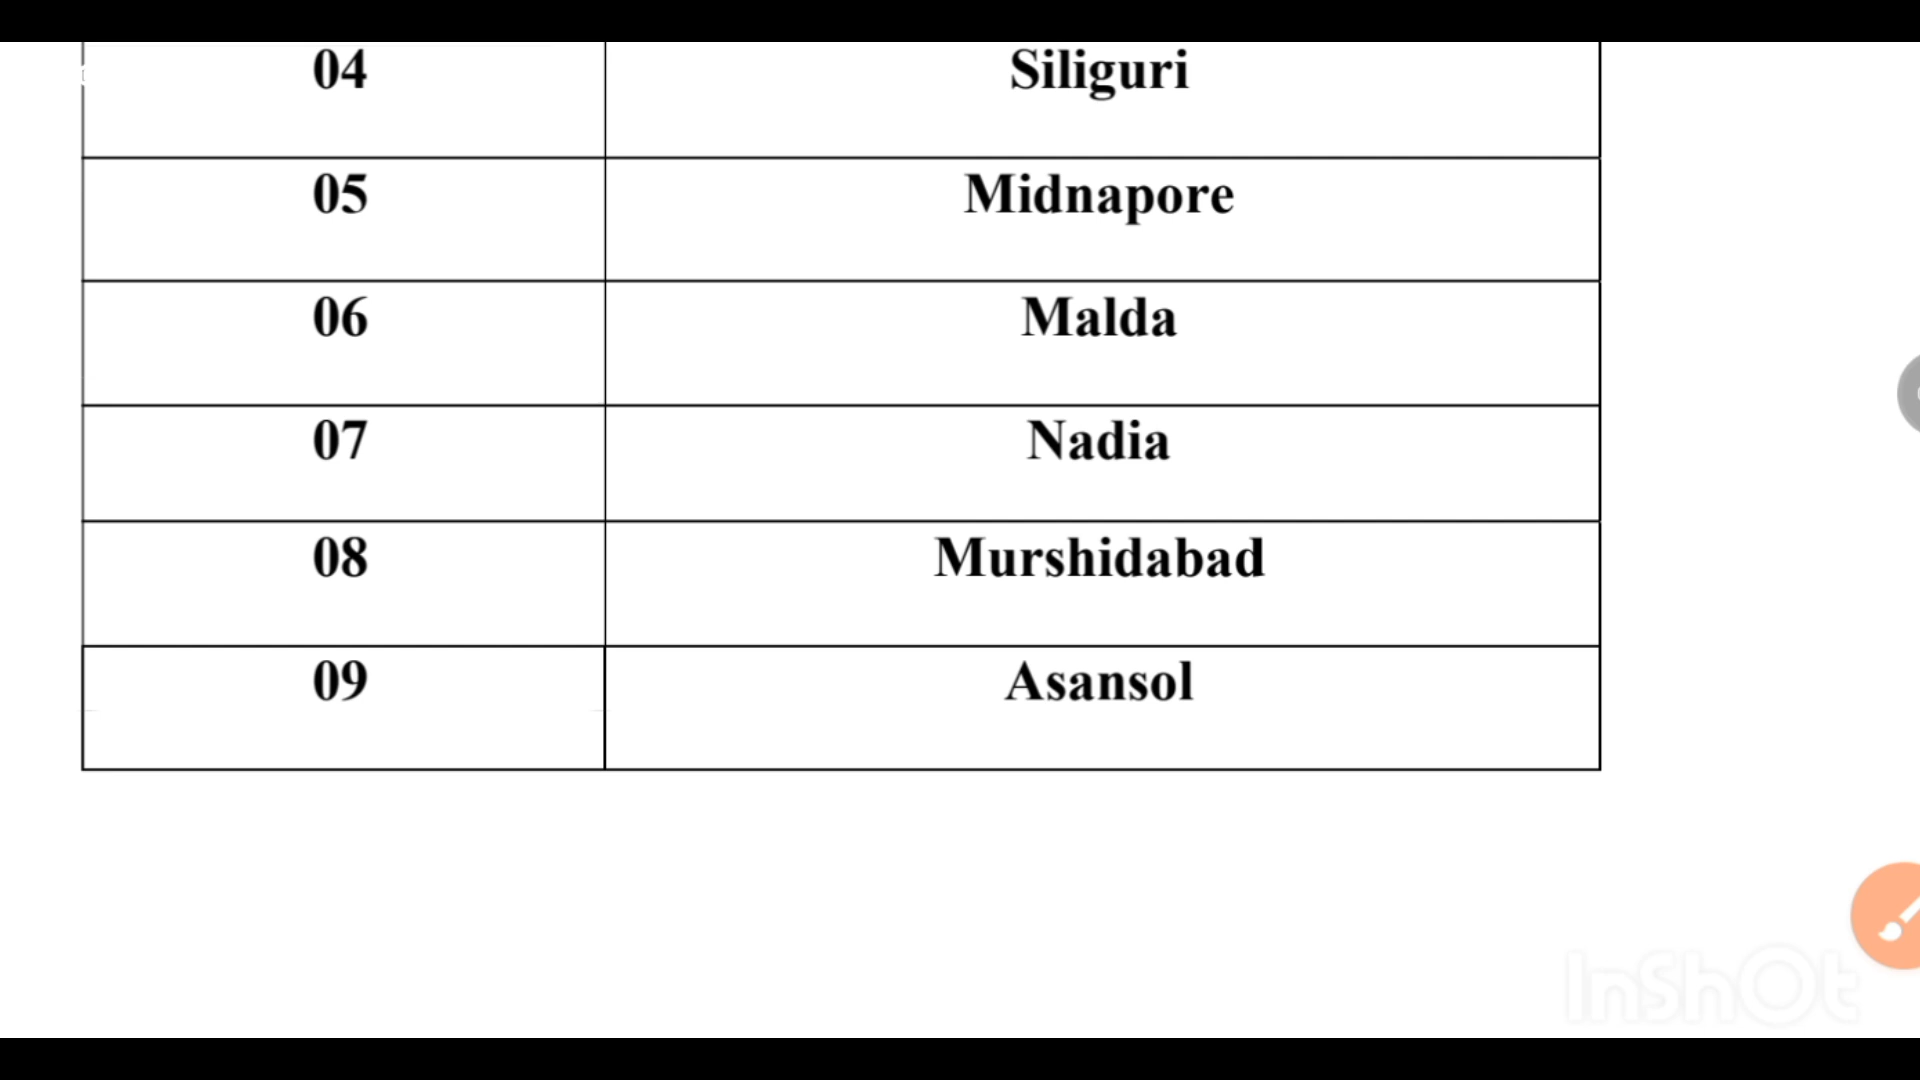 04 Siliguri
05 Midnapore
06 Malda
07 Nadia
08 Murshidabad
09 Asansol
InShOt